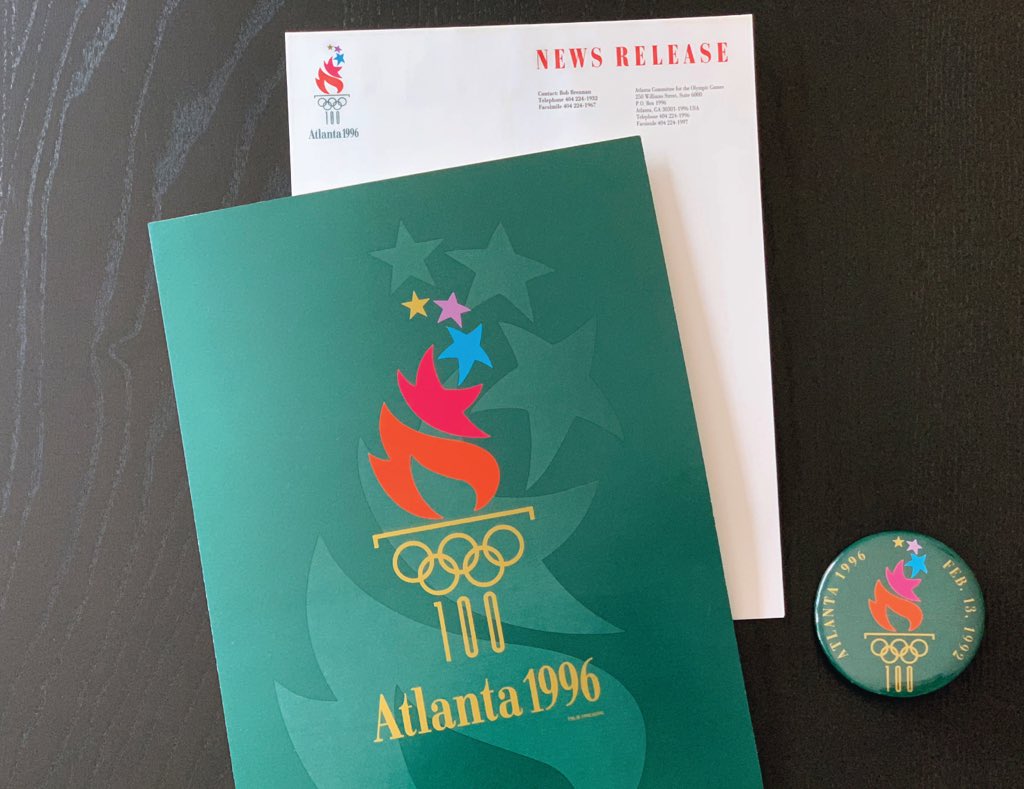 NEWS RELEASE
100
Atlanta 1996
Contact: Bob Brennan
Telephone 404 224-1932
Facsimile 404 224-1967
Atlanta Committee for the Olympic Games
250 Williams Street, Suite 6000
P.O. Box 1996
Atlanta, GA 30301-1996 USA
Telephone 404 224-1996
Facsimile 404 224-1997
100
Atlanta 1996
ATLANTA 1996
FEB. 13, 1992
100